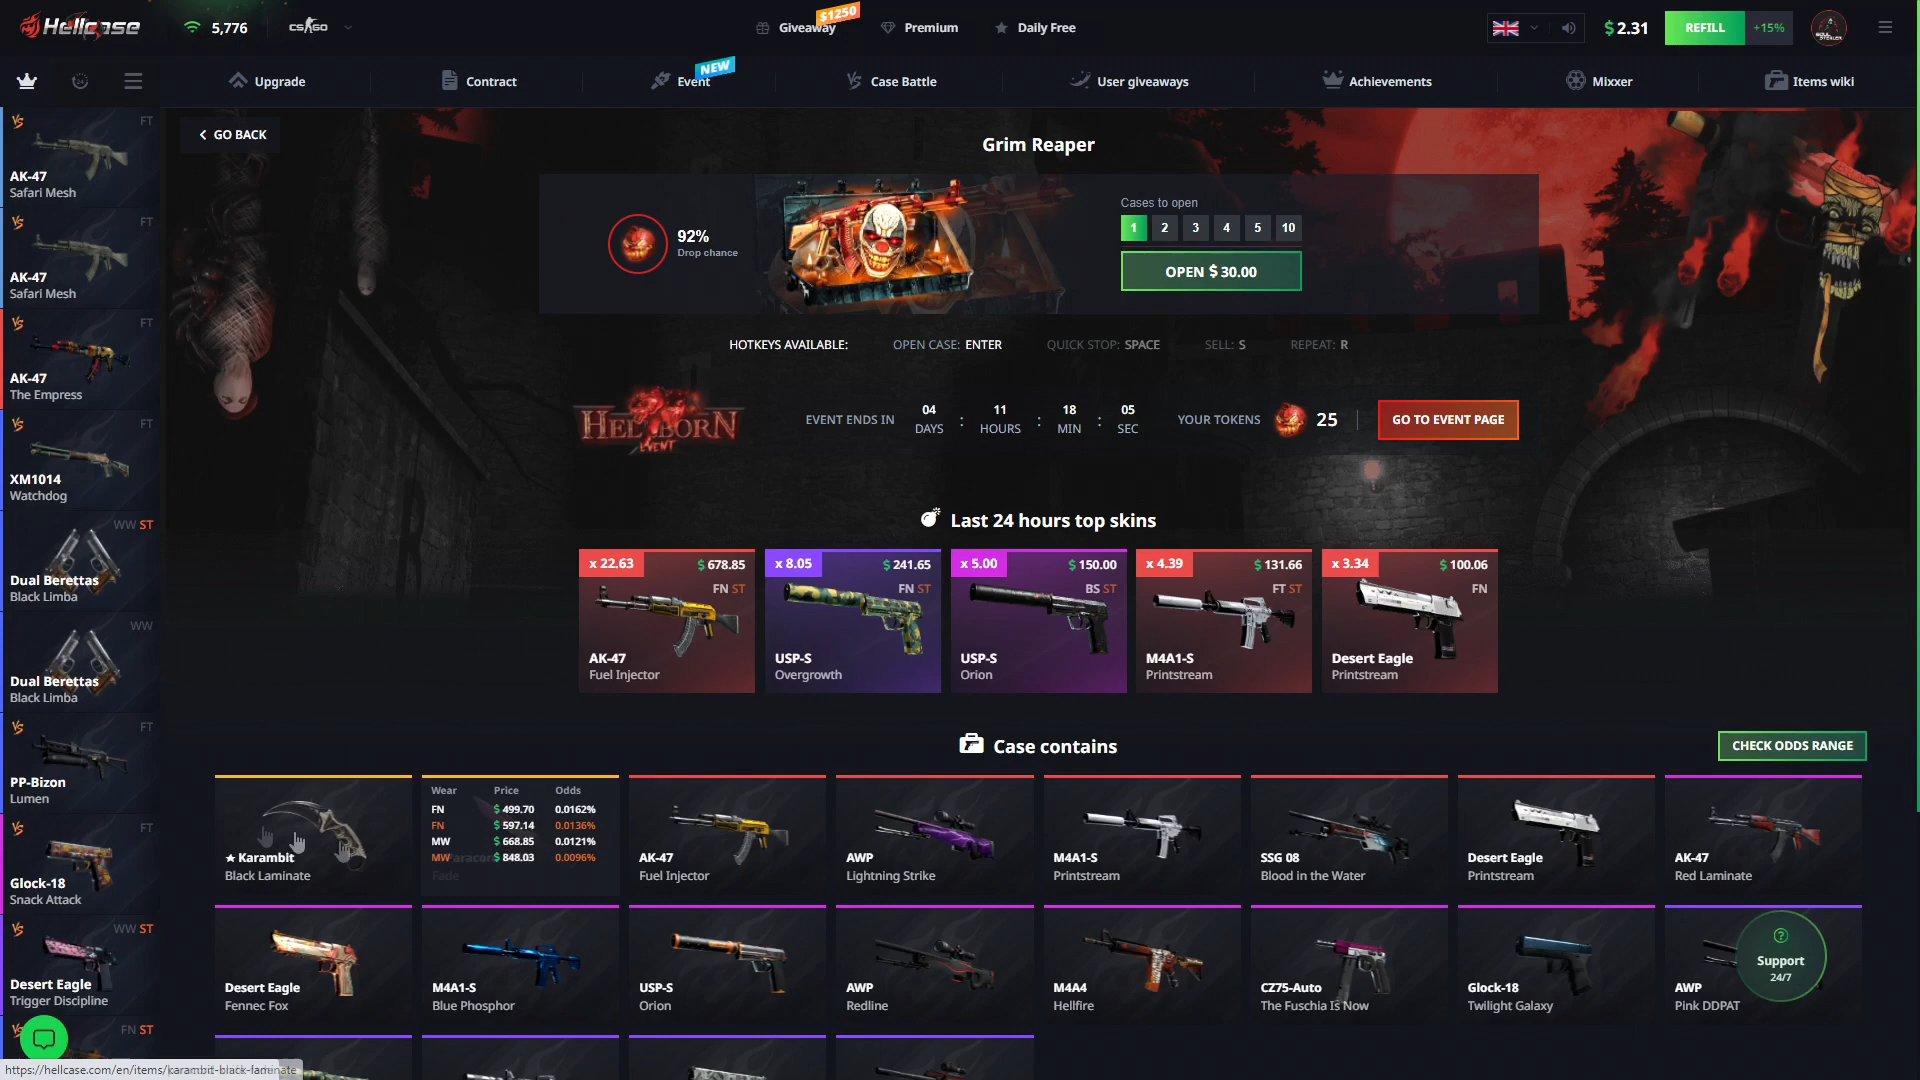 Hellcase
5,776
CS:GO
Giveaway
$1250
Premium
Daily Free
$ 2.31
REFILL
+15%
24
Upgrade
Contract
Event
NEW
Case Battle
User giveaways
Achievements
Mixxer
Items wiki
GO BACK
Grim Reaper
92%
Drop chance
Cases to open
1 2 3 4 5 10
OPEN $ 30.00
HOTKEYS AVAILABLE:
OPEN CASE: ENTER
QUICK STOP: SPACE
SELL: S
REPEAT: R
HELLBORN
EVENT
EVENT ENDS IN
04 : 11 : 18 : 05
DAYS HOURS MIN SEC
YOUR TOKENS
25
GO TO EVENT PAGE
VS FT
AK-47
Safari Mesh
VS FT
AK-47
Safari Mesh
VS FT
AK-47
The Empress
VS FT
XM1014
Watchdog
WW ST
Dual Berettas
Black Limba
WW
Dual Berettas
Black Limba
VS FT
PP-Bizon
Lumen
VS FT
Glock-18
Snack Attack
VS WW ST
Desert Eagle
Trigger Discipline
VS FN ST
Last 24 hours top skins
x 22.63 $ 678.85
FN ST
AK-47
Fuel Injector
x 8.05 $ 241.65
FN ST
USP-S
Overgrowth
x 5.00 $ 150.00
BS ST
USP-S
Orion
x 4.39 $ 131.66
FT ST
M4A1-S
Printstream
x 3.34 $ 100.06
FN
Desert Eagle
Printstream
Case contains
CHECK ODDS RANGE
★ Karambit
Black Laminate
Wear Price Odds
FN $ 499.70 0.0162%
FN $ 597.14 0.0136%
MW $ 668.85 0.0121%
MW $ 848.03 0.0096%
Fade
AK-47
Fuel Injector
AWP
Lightning Strike
M4A1-S
Printstream
SSG 08
Blood in the Water
Desert Eagle
Printstream
AK-47
Red Laminate
Desert Eagle
Fennec Fox
M4A1-S
Blue Phosphor
USP-S
Orion
AWP
Redline
M4A4
Hellfire
CZ75-Auto
The Fuschia Is Now
Glock-18
Twilight Galaxy
AWP
Pink DDPAT
Support
24/7
https://hellcase.com/en/items/karambit-black-laminate